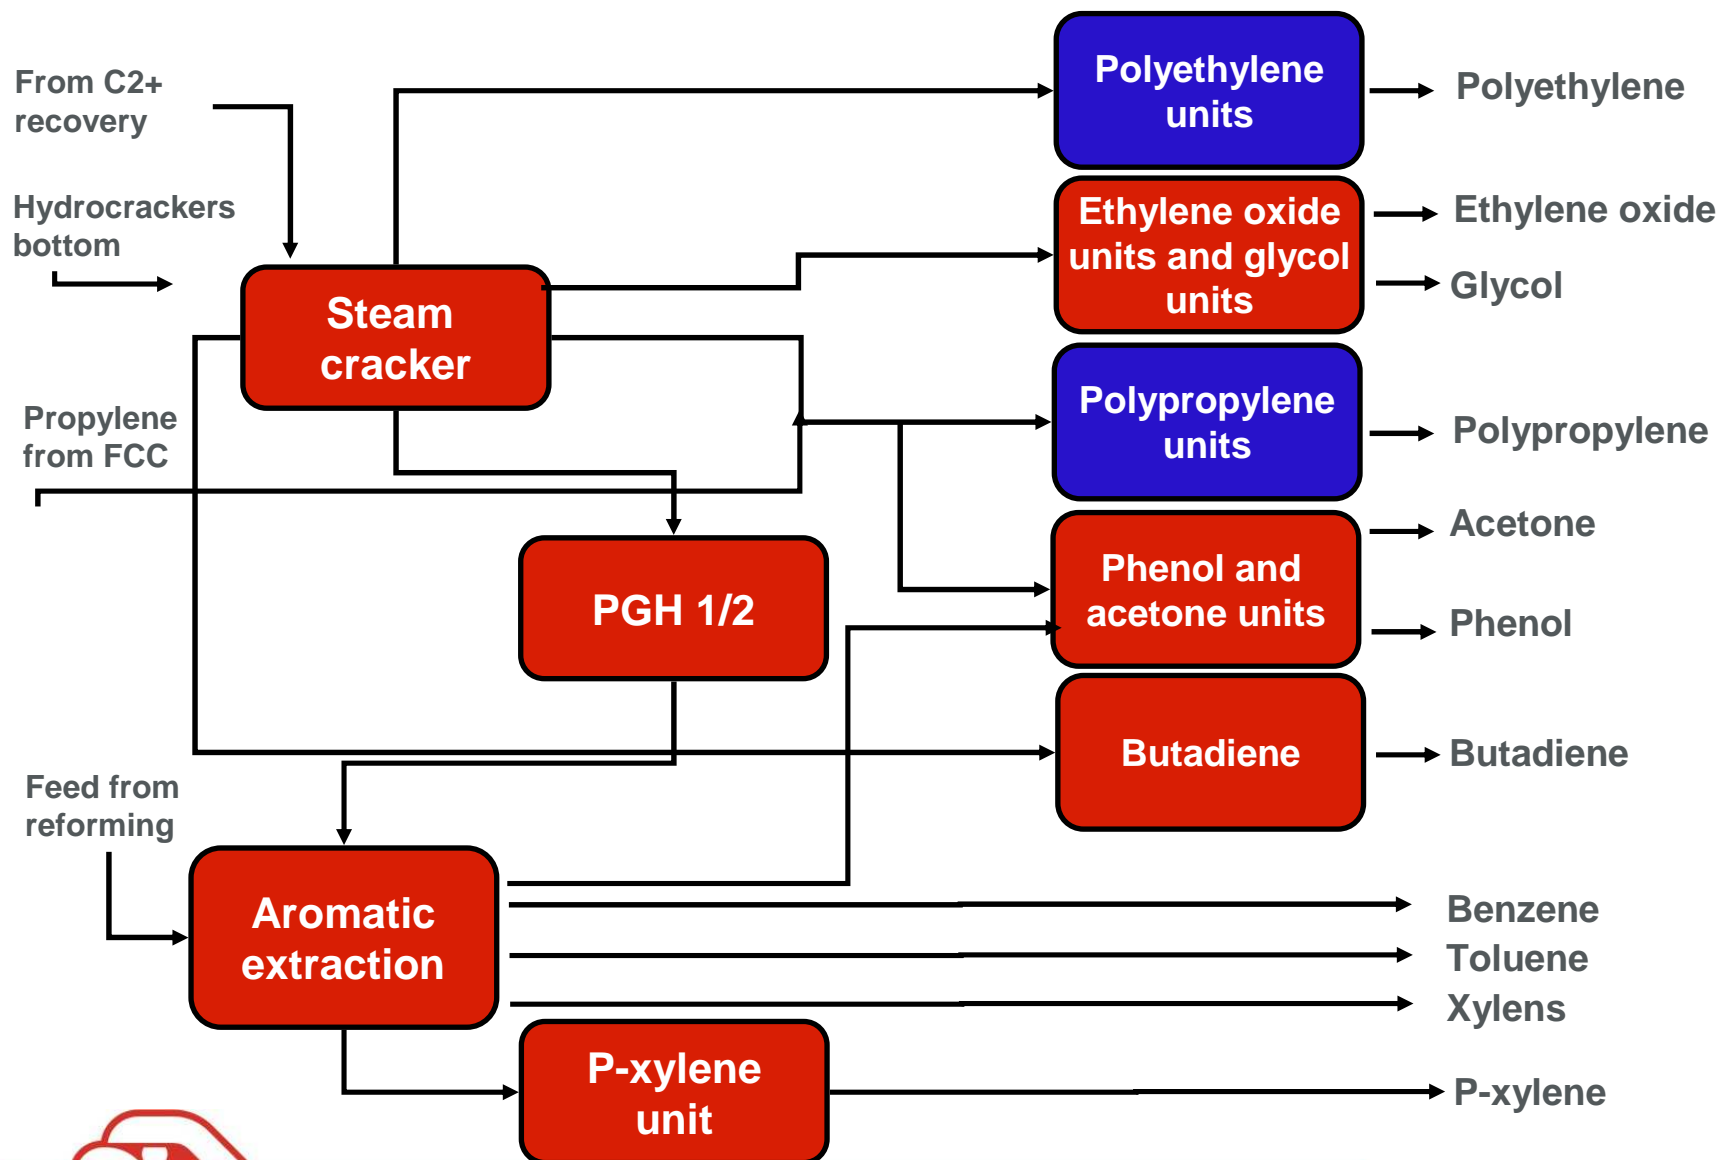 From C2+
recovery
Hydrocrackers
bottom
Propylene
from FCC
Feed from
reforming
Steam
cracker
PGH 1/2
Aromatic
extraction
P-xylene
unit
Polyethylene
units
Ethylene oxide
units and glycol
units
Polypropylene
units
Phenol and
acetone units
Butadiene
Polyethylene
Ethylene oxide
Glycol
Polypropylene
Acetone
Phenol
Butadiene
Benzene
Toluene
Xylens
P-xylene